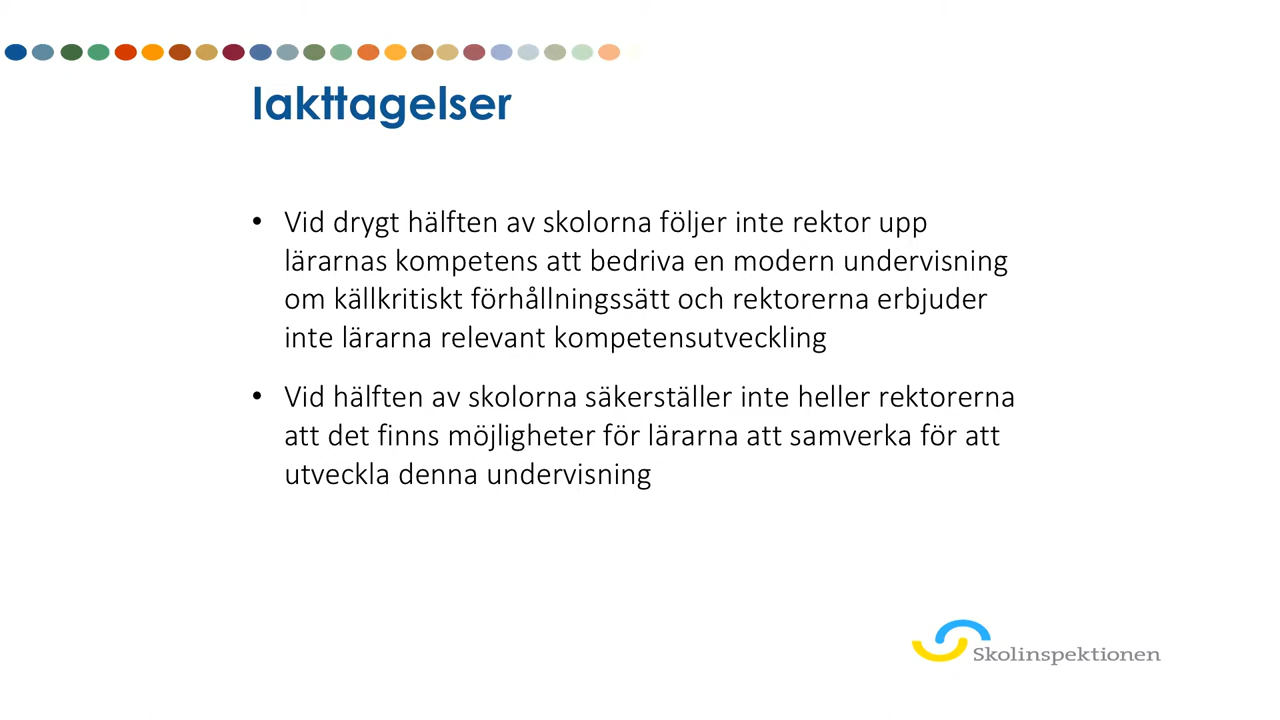 Iakttagelser
• Vid drygt hälften av skolorna följer inte rektor upp
lärarnas kompetens att bedriva en modern undervisning
om källkritiskt förhållningssätt och rektorerna erbjuder
inte lärarna relevant kompetensutveckling
• Vid hälften av skolorna säkerställer inte heller rektorerna
att det finns möjligheter för lärarna att samverka för att
utveckla denna undervisning
Skolinspektionen